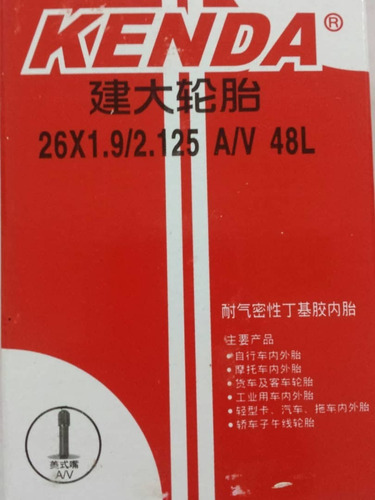 KENDA®
建大轮胎
26X1.9/2.125 A/V 48L
耐气密性丁基胶内胎
主要产品
• 自行车内外胎
• 摩托车内外胎
• 货车及客车轮胎
• 工业用车内外胎
• 轻型卡、汽车、拖车内外胎
• 轿车子午线轮胎
美式嘴
A/V